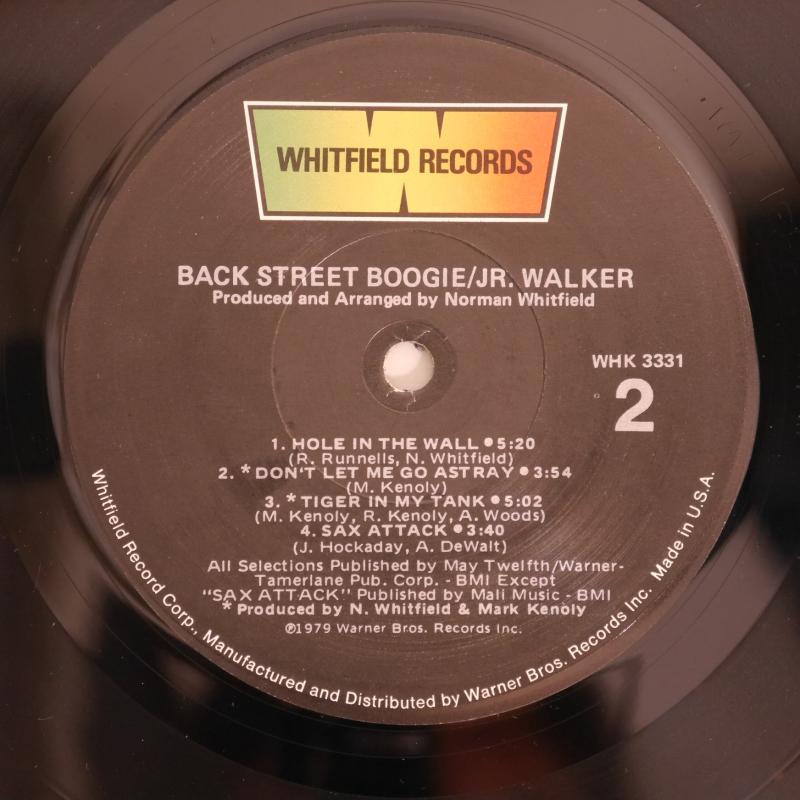 WHITFIELD RECORDS
BACK STREET BOOGIE/JR. WALKER
Produced and Arranged by Norman Whitfield
WHK 3331
2
1. HOLE IN THE WALL • 5:20
(R. Runnells, N. Whitfield)
2. * DON'T LET ME GO ASTRAY • 3:54
(M. Kenoly)
3. * TIGER IN MY TANK • 5:02
(M. Kenoly, R. Kenoly, A. Woods)
4. SAX ATTACK • 3:40
(J. Hockaday, A. DeWalt)
All Selections Published by May Twelfth/Warner-
Tamerlane Pub. Corp. - BMI Except
"SAX ATTACK" Published by Mali Music - BMI
*Produced by N. Whitfield & Mark Kenoly
℗1979 Warner Bros. Records Inc.
Whitfield Record Corp., Manufactured and Distributed by Warner Bros. Records Inc. Made in U.S.A.